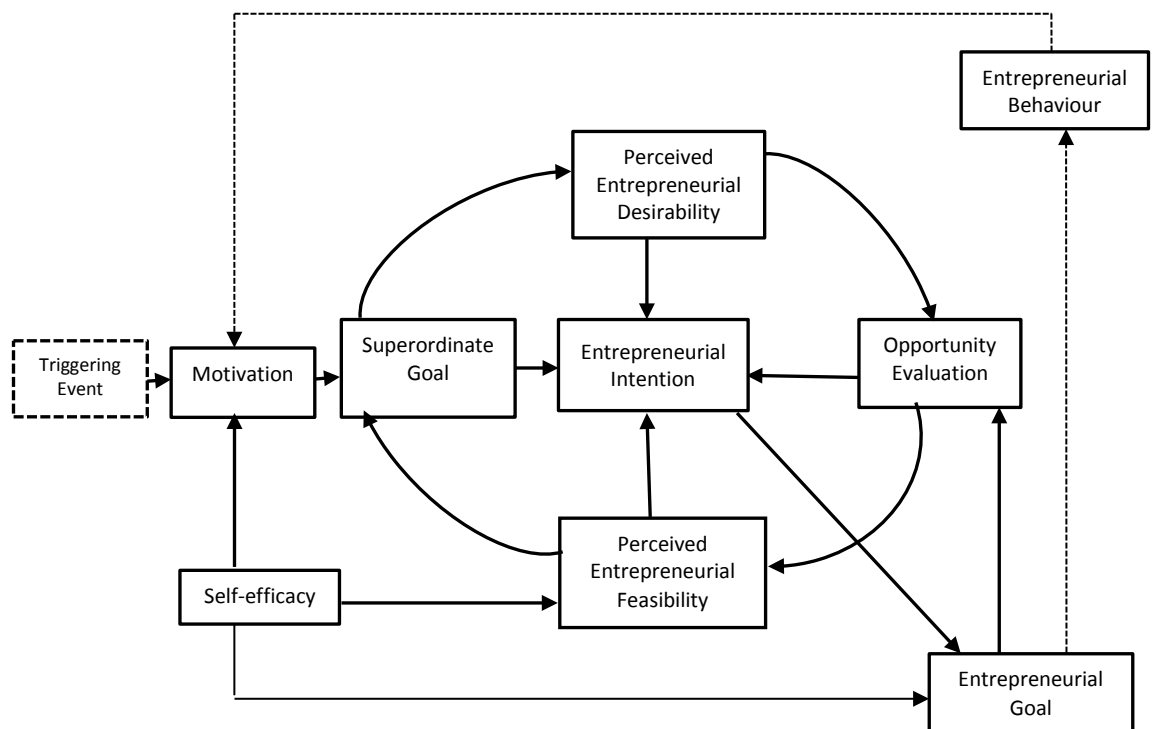 Entrepreneurial
Behaviour
Perceived
Entrepreneurial
Desirability
Triggering
Event
Motivation
Superordinate
Goal
Entrepreneurial
Intention
Opportunity
Evaluation
Self-efficacy
Perceived
Entrepreneurial
Feasibility
Entrepreneurial
Goal